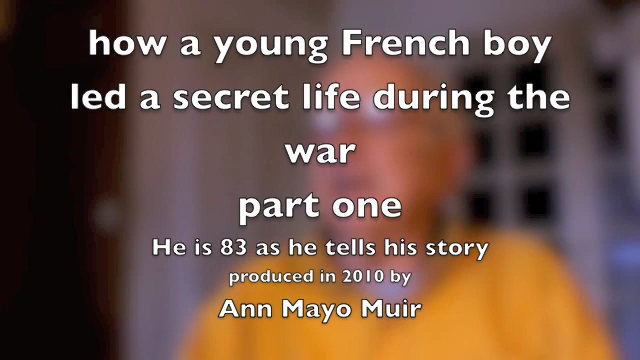 how a young French boy
led a secret life during the
war
part one
He is 83 as he tells his story
produced in 2010 by
Ann Mayo Muir